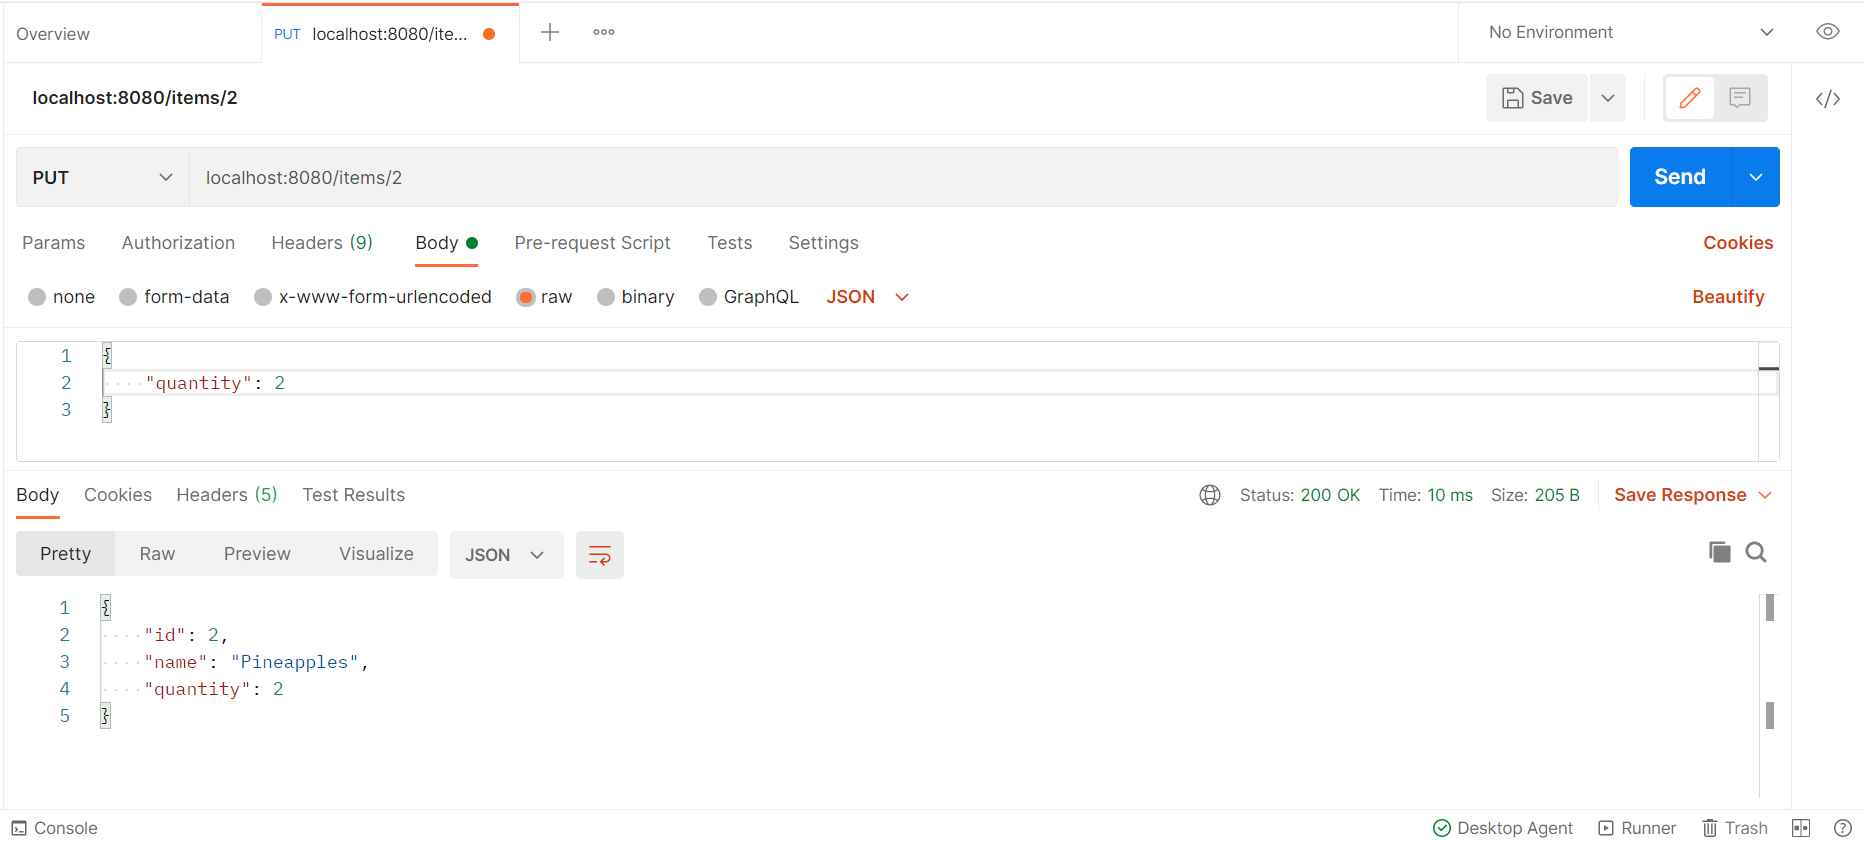 Overview
PUT localhost:8080/ite...
No Environment
localhost:8080/items/2
Save
PUT
localhost:8080/items/2
Send
Params Authorization Headers (9) Body Pre-request Script Tests Settings Cookies
none form-data x-www-form-urlencoded raw binary GraphQL JSON Beautify
1 {
2 "quantity": 2
3 }
Body Cookies Headers (5) Test Results Status: 200 OK Time: 10 ms Size: 205 B Save Response
Pretty Raw Preview Visualize JSON
1 {
2 "id": 2,
3 "name": "Pineapples",
4 "quantity": 2
5 }
Console Desktop Agent Runner Trash